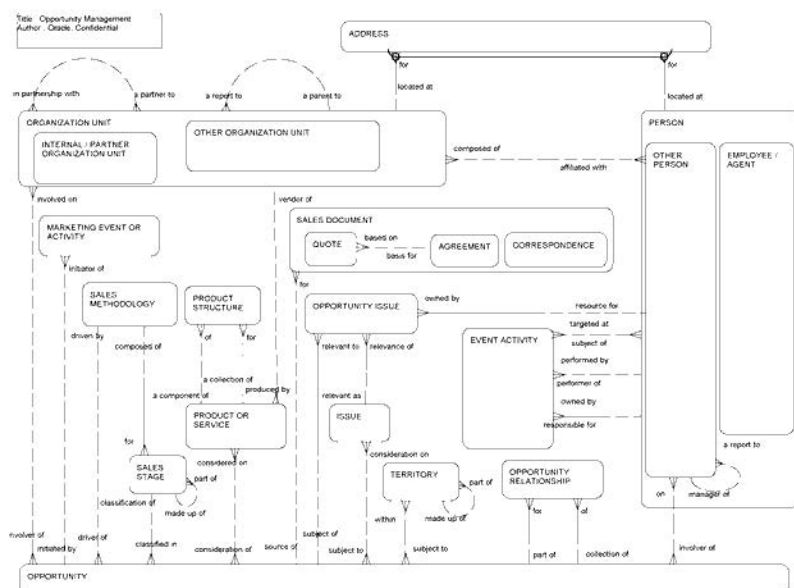 Title : Opportunity Management
Author : Oracle. Confidential
ADDRESS
for
for
located at
located at
in partnership with
a partner to
a report to
a parent to
ORGANIZATION UNIT
INTERNAL / PARTNER
ORGANIZATION UNIT
OTHER ORGANIZATION UNIT
composed of
affiliated with
PERSON
OTHER
PERSON
EMPLOYEE /
AGENT
involved on
vendor of
MARKETING EVENT OR
ACTIVITY
initiator of
SALES DOCUMENT
QUOTE
based on
basis for
AGREEMENT
CORRESPONDENCE
for
SALES
METHODOLOGY
PRODUCT
STRUCTURE
OPPORTUNITY ISSUE
owned by
resource for
driven by
composed of
of
for
relevant to
relevance of
EVENT ACTIVITY
targeted at
subject of
performed by
performer of
owned by
responsible for
a collection of
a component of
produced by
relevant as
PRODUCT OR
SERVICE
ISSUE
for
SALES
STAGE
part of
made up of
considered on
consideration on
TERRITORY
part of
made up of
OPPORTUNITY
RELATIONSHIP
a report to
manager of
on
classification of
within
for
of
involver of
initiated by
driver of
classified in
consideration of
source of
subject of
subject to
subject to
part of
collection of
involver of
OPPORTUNITY